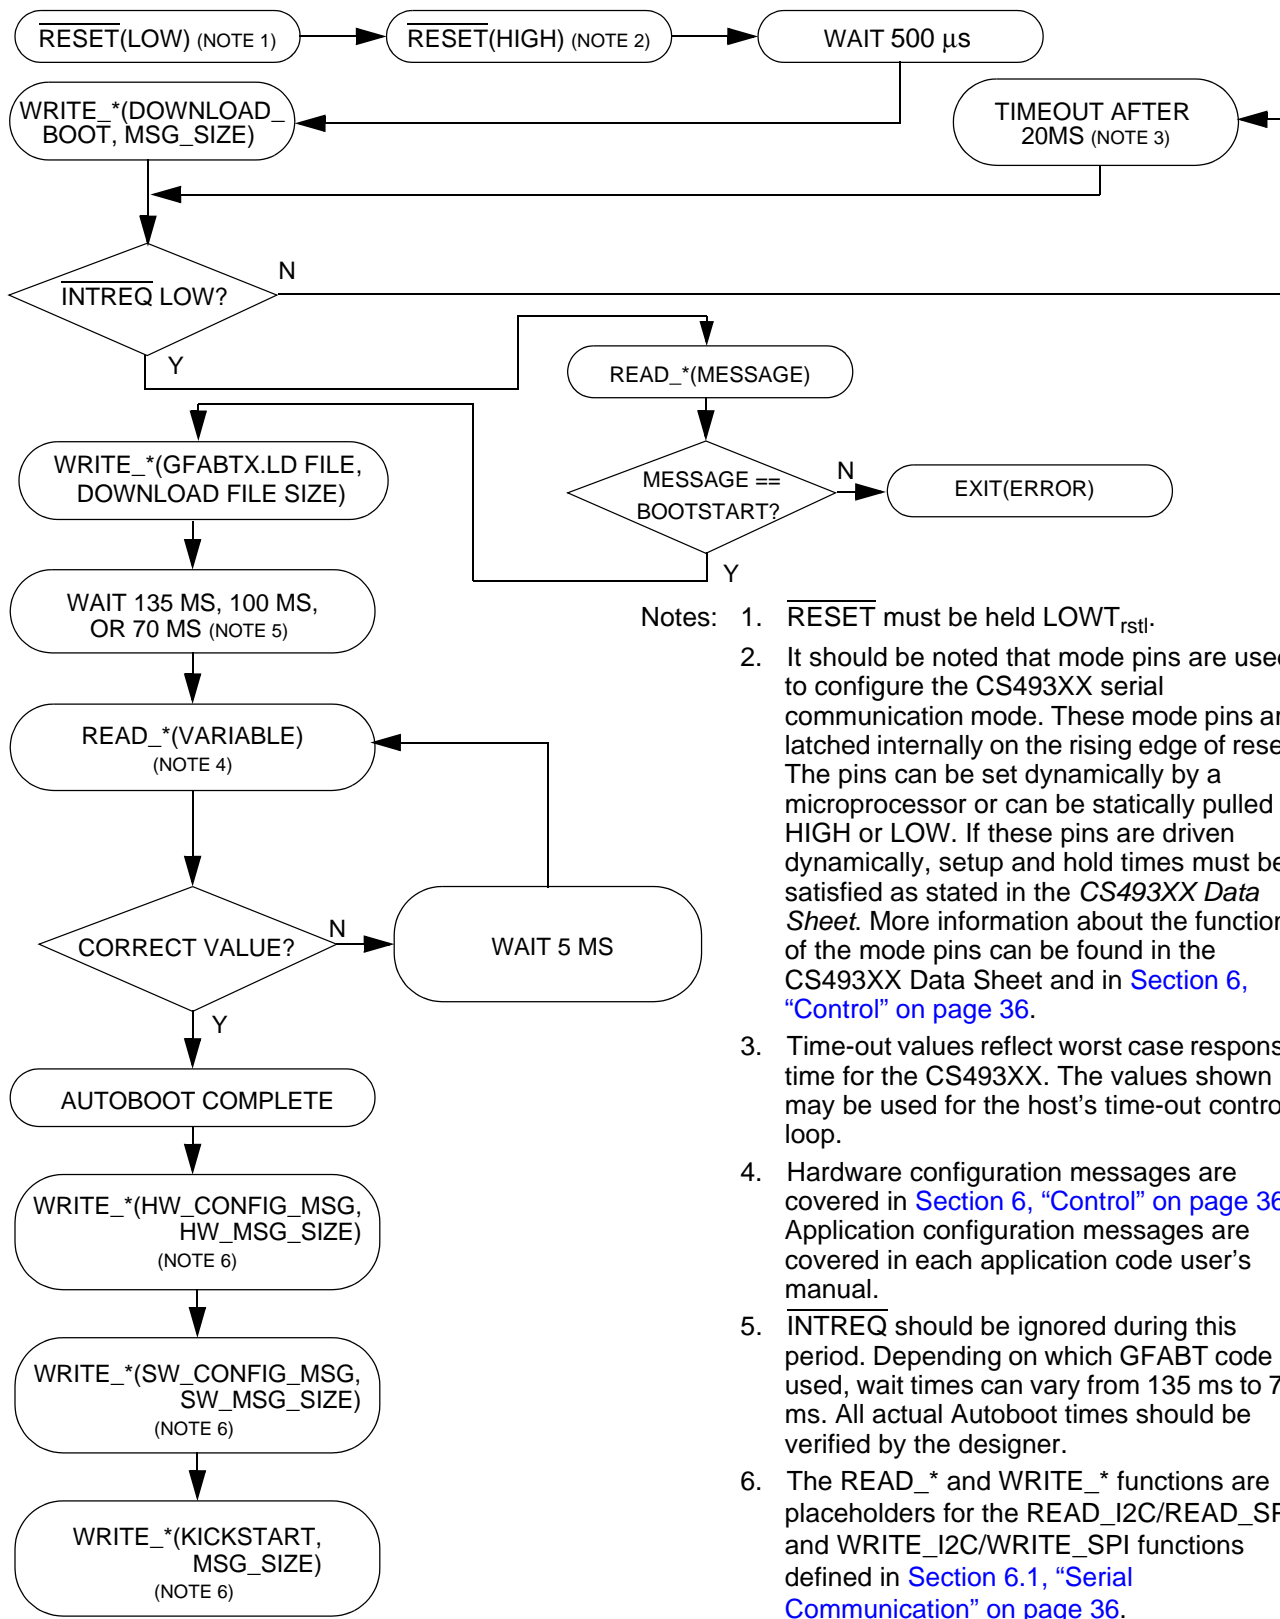 RESET(LOW) (NOTE 1)
RESET(HIGH) (NOTE 2)
WAIT 500 µs
WRITE_*(DOWNLOAD_
BOOT, MSG_SIZE)
TIMEOUT AFTER
20MS (NOTE 3)
INTREQ LOW?
N
Y
READ_*(MESSAGE)
MESSAGE ==
BOOTSTART?
N
EXIT(ERROR)
Y
WRITE_*(GFABTX.LD FILE,
DOWNLOAD FILE SIZE)
WAIT 135 MS, 100 MS,
OR 70 MS (NOTE 5)
READ_*(VARIABLE)
(NOTE 4)
CORRECT VALUE?
N
WAIT 5 MS
Y
AUTOBOOT COMPLETE
WRITE_*(HW_CONFIG_MSG,
HW_MSG_SIZE)
(NOTE 6)
WRITE_*(SW_CONFIG_MSG,
SW_MSG_SIZE)
(NOTE 6)
WRITE_*(KICKSTART,
MSG_SIZE)
(NOTE 6)
Notes: 1. RESET must be held LOWTrstl.
2. It should be noted that mode pins are
to configure the CS493XX serial
communication mode. These mode pins
latched internally on the rising edge of
The pins can be set dynamically by a
microprocessor or can be statically pulled
HIGH or LOW. If these pins are driven
dynamically, setup and hold times must
satisfied as stated in the CS493XX Data
Sheet. More information about the
of the mode pins can be found in the
CS493XX Data Sheet and in Section 6,
“Control” on page 36.
3. Time-out values reflect worst case
time for the CS493XX. The values shown
may be used for the host’s time-out
loop.
4. Hardware configuration messages are
covered in Section 6, “Control” on page 36
Application configuration messages are
covered in each application code user’s
manual.
5. INTREQ should be ignored during this
period. Depending on which GFABT code
used, wait times can vary from 135 ms to
ms. All actual Autoboot times should be
verified by the designer.
6. The READ_* and WRITE_* functions are
placeholders for the
and WRITE_I2C/WRITE_SPI functions
defined in Section 6.1, “Serial
Communication” on page 36.